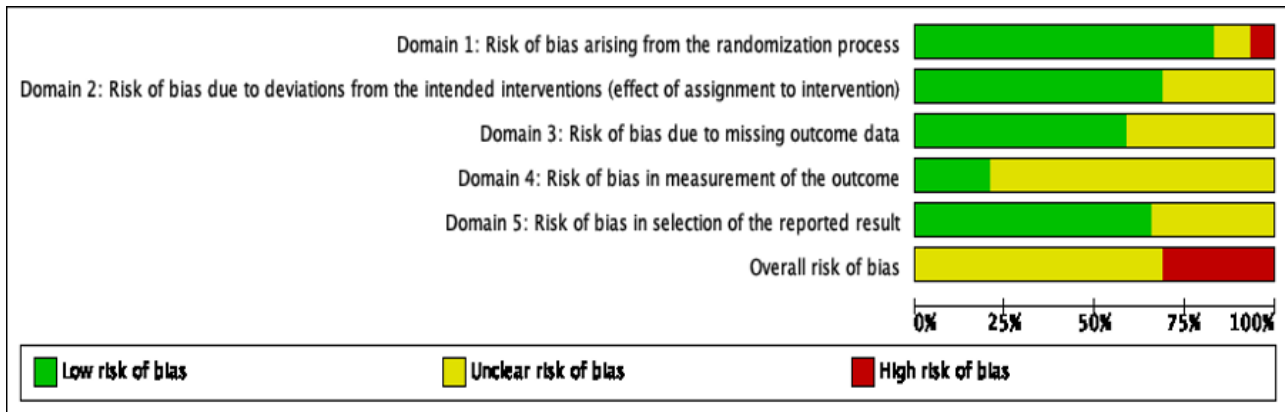 Domain 1: Risk of bias arising from the randomization process
Domain 2: Risk of bias due to deviations from the intended interventions (effect of assignment to intervention)
Domain 3: Risk of bias due to missing outcome data
Domain 4: Risk of bias in measurement of the outcome
Domain 5: Risk of bias in selection of the reported result
Overall risk of bias
0% 25% 50% 75% 100%
Low risk of bias Unclear risk of bias High risk of bias